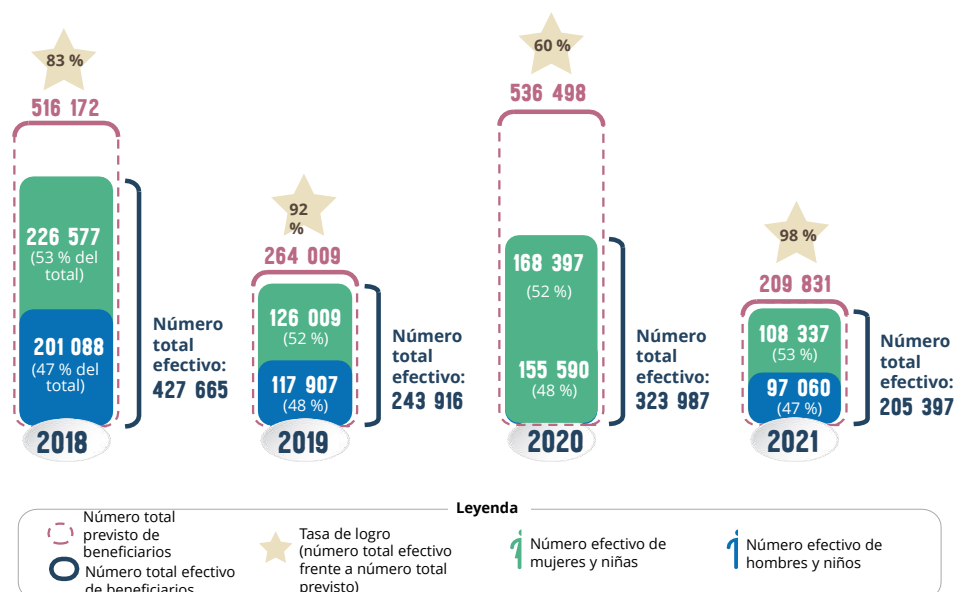 83 %
516 172
226 577
(53 % del
total)
201 088
(47 % del
total)
Número
total
efectivo:
427 665
2018
92
%
264 009
126 009
(52 %)
117 907
(48 %)
Número
total
efectivo:
243 916
2019
60 %
536 498
168 397
(52 %)
155 590
(48 %)
Número
total
efectivo:
323 987
2020
98 %
209 831
108 337
(53 %)
97 060
(47 %)
Número
total
efectivo:
205 397
2021
Leyenda
Número total
previsto de
beneficiarios
Número total efectivo
de beneficiarios
Tasa de logro
(número total efectivo
frente a número total
previsto)
Número efectivo de
mujeres y niñas
Número efectivo de
hombres y niños